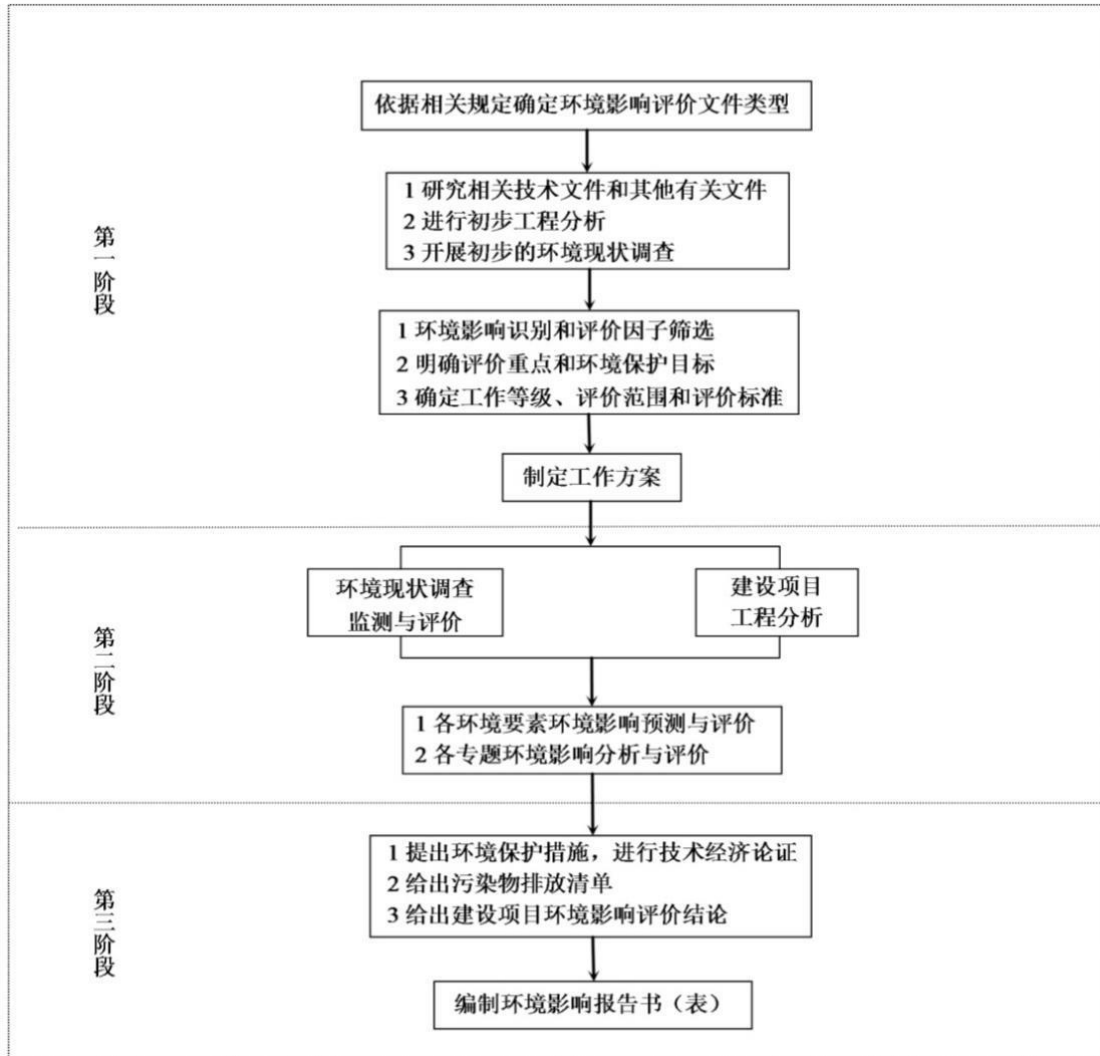 依据相关规定确定环境影响评价文件类型
第一阶段
1 研究相关技术文件和其他有关文件
2 进行初步工程分析
3 开展初步的环境现状调查
1 环境影响识别和评价因子筛选
2 明确评价重点和环境保护目标
3 确定工作等级、评价范围和评价标准
制定工作方案
第二阶段
环境现状调查
监测与评价
建设项目
工程分析
1 各环境要素环境影响预测与评价
2 各专题环境影响分析与评价
第三阶段
1 提出环境保护措施，进行技术经济论证
2 给出污染物排放清单
3 给出建设项目环境影响评价结论
编制环境影响报告书（表）